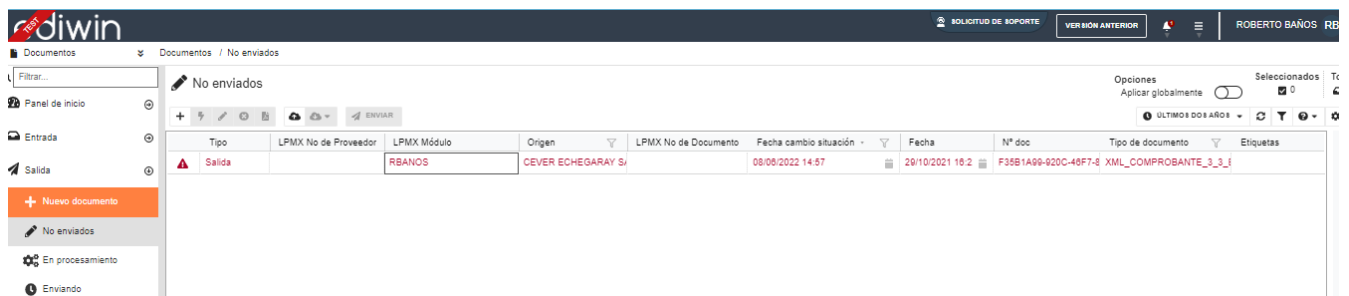 ediwin
TEST
SOLICITUD DE SOPORTE
VERSIÓN ANTERIOR
ROBERTO BAÑOS RB
Documentos
Documentos / No enviados
Filtrar...
No enviados
Opciones
Aplicar globalmente
Seleccionados
0
To
Panel de inicio
ENVIAR
ÚLTIMOS DOS AÑOS
Entrada
Tipo LPMX No de Proveedor LPMX Módulo Origen LPMX No de Documento Fecha cambio situación Fecha Nº doc Tipo de documento Etiquetas
Salida RBANOS CEVER ECHEGARAY SA 08/06/2022 14:57 29/10/2021 16:2 F35B1A99-920C-46F7-8 XML_COMPROBANTE_3_3_E
Salida
Nuevo documento
No enviados
En procesamiento
Enviando